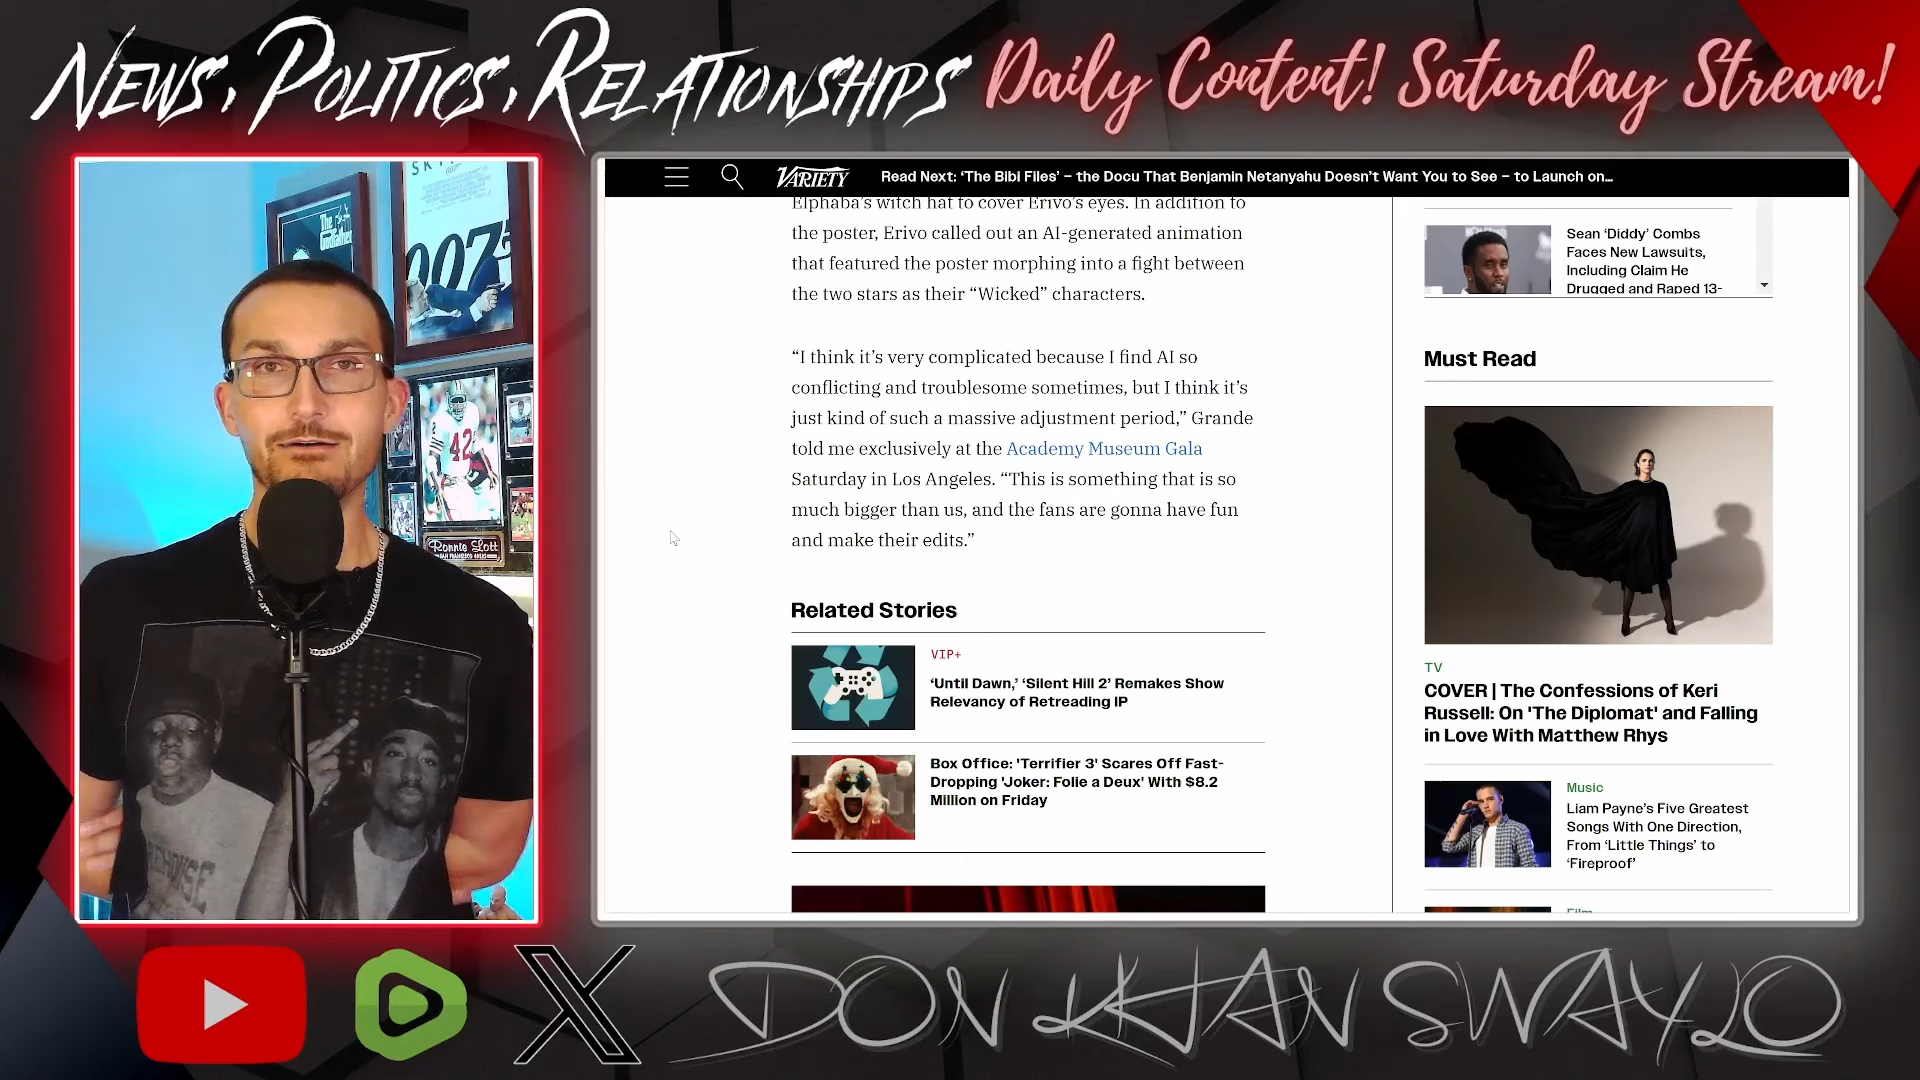 NEWS, POLITICS, RELATIONSHIPS
Daily Content! Saturday Stream!
SKY
The Godfather
007
42
Ronnie Lott
SAN FRANCISCO 49ERS
VARIETY
Read Next: ‘The Bibi Files’ – the Docu That Benjamin Netanyahu Doesn’t Want You to See – to Launch on...
Elphaba’s witch hat to cover Erivo’s eyes. In addition to
the poster, Erivo called out an AI-generated animation
that featured the poster morphing into a fight between
the two stars as their “Wicked” characters.
“I think it’s very complicated because I find AI so
conflicting and troublesome sometimes, but I think it’s
just kind of such a massive adjustment period,” Grande
told me exclusively at the Academy Museum Gala
Saturday in Los Angeles. “This is something that is so
much bigger than us, and the fans are gonna have fun
and make their edits.”
Related Stories
VIP+
‘Until Dawn,’ ‘Silent Hill 2’ Remakes Show
Relevancy of Retreading IP
Box Office: 'Terrifier 3' Scares Off Fast-
Dropping 'Joker: Folie a Deux' With $8.2
Million on Friday
Sean ‘Diddy’ Combs
Faces New Lawsuits,
Including Claim He
Drugged and Raped 13-
Must Read
TV
COVER | The Confessions of Keri
Russell: On 'The Diplomat' and Falling
in Love With Matthew Rhys
Music
Liam Payne’s Five Greatest
Songs With One Direction,
From ‘Little Things’ to
‘Fireproof’
Film
X
DON KHAN SWAYLO